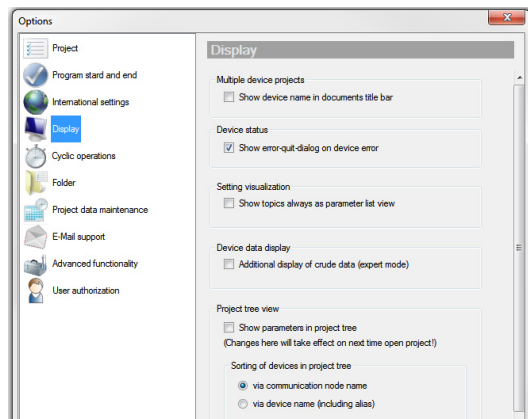 Options
Project
Program stard and end
International settings
Display
Cyclic operations
Folder
Project data maintenance
E-Mail support
Advanced functionality
User authorization
Display
Multiple device projects
Show device name in documents title bar
Device status
Show error-quit-dialog on device error
Setting visualization
Show topics always as parameter list view
Device data display
Additional display of crude data (expert mode)
Project tree view
Show parameters in project tree
(Changes here will take effect on next time open project!)
Sorting of devices in project tree
via communication node name
via device name (including alias)